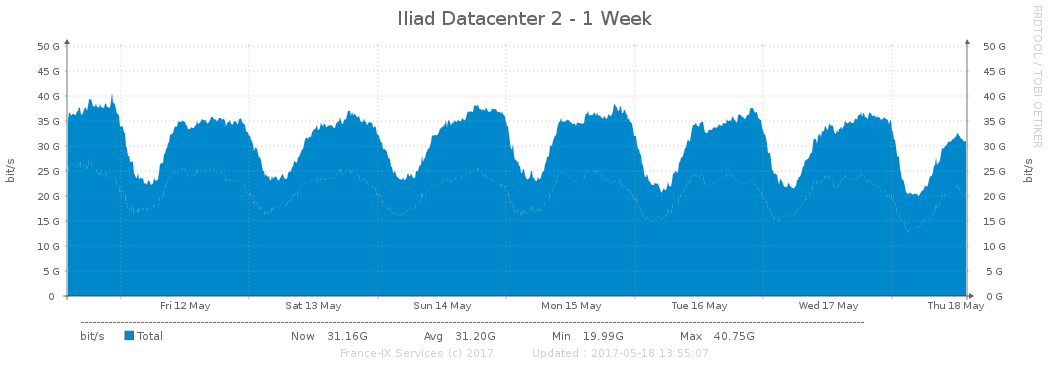 Iliad Datacenter 2 - 1 Week
RRDTOOL / TOBI OETIKER
bit/s
50 G 50 G
45 G 45 G
40 G 40 G
35 G 35 G
30 G 30 G
25 G 25 G
20 G 20 G
15 G 15 G
10 G 10 G
5 G 5 G
0 0 G
bit/s
Fri 12 May Sat 13 May Sun 14 May Mon 15 May Tue 16 May Wed 17 May Thu 18 May
bit/s Total Now 31.16G Avg 31.20G Min 19.99G Max 40.75G
France-IX Services (c) 2017 Updated : 2017-05-18 13:55:07